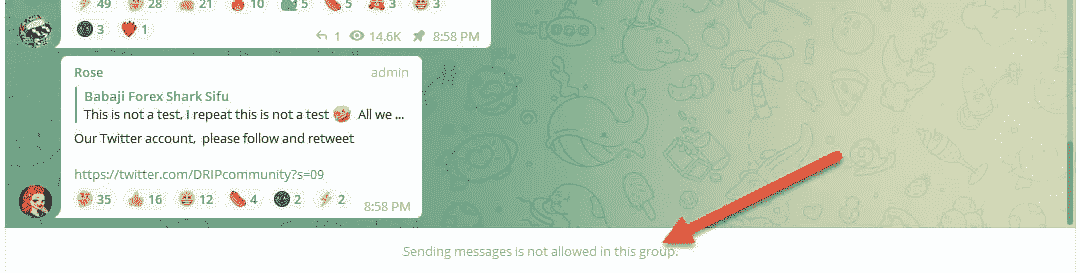 49 28 21 10 5 5 3 3
3 1
1 14.6K 8:58 PM
Rose admin
Babaji Forex Shark Sifu
This is not a test, I repeat this is not a test 🤣 All we ...
Our Twitter account, please follow and retweet
https://twitter.com/DRIPcommunity?s=09
35 16 12 4 2 2
8:58 PM
Sending messages is not allowed in this group.